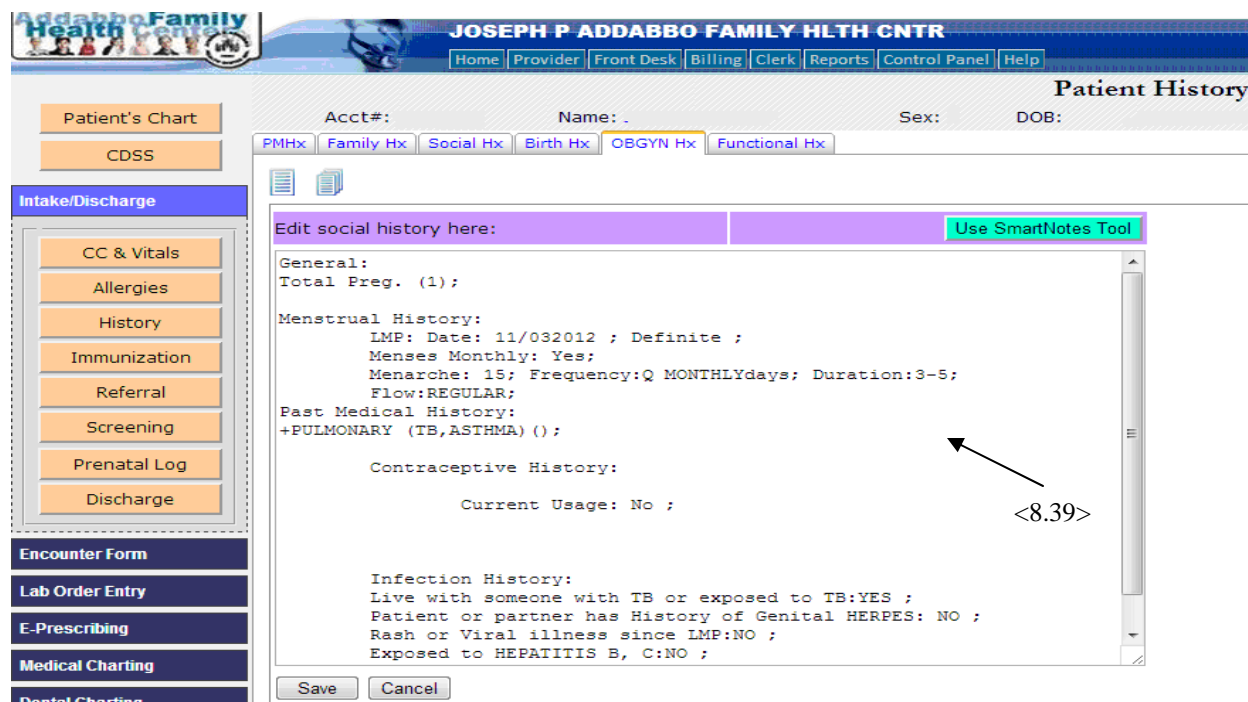 Addabbo Family
Health Center
JOSEPH P ADDABBO FAMILY HLTH CNTR
Home Provider Front Desk Billing Clerk Reports Control Panel Help
Patient History
Patient's Chart
CDSS
Acct#: Name: . Sex: DOB:
PMHx Family Hx Social Hx Birth Hx OBGYN Hx Functional Hx
Intake/Discharge
CC & Vitals
Allergies
History
Immunization
Referral
Screening
Prenatal Log
Discharge
Encounter Form
Lab Order Entry
E-Prescribing
Medical Charting
Dental Charting
Edit social history here: Use SmartNotes Tool
General:
Total Preg. (1);
Menstrual History:
LMP: Date: 11/032012 ; Definite ;
Menses Monthly: Yes;
Menarche: 15; Frequency:Q MONTHLYdays; Duration:3-5;
Flow:REGULAR;
Past Medical History:
+PULMONARY (TB,ASTHMA)();
Contraceptive History:
Current Usage: No ;
<8.39>
Infection History:
Live with someone with TB or exposed to TB:YES ;
Patient or partner has History of Genital HERPES: NO ;
Rash or Viral illness since LMP:NO ;
Exposed to HEPATITIS B, C:NO ;
Save Cancel